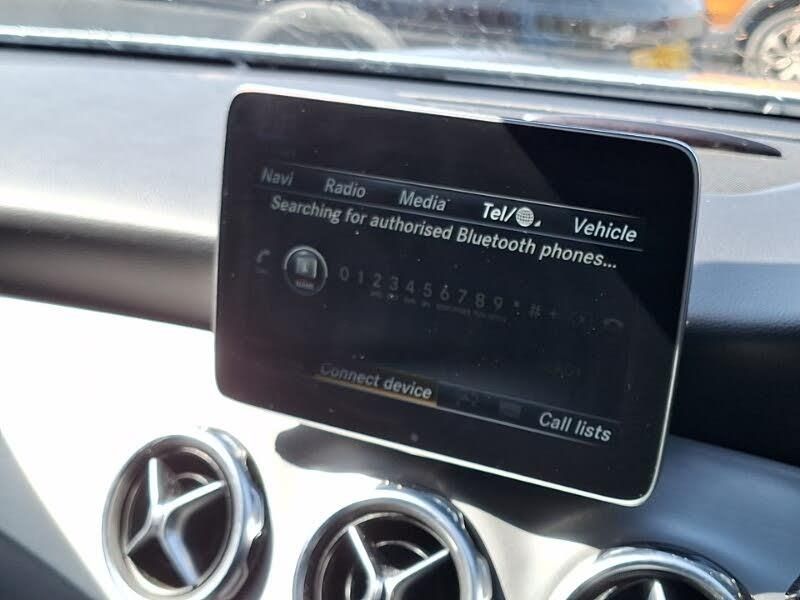 Navi Radio Media Tel/ Vehicle
Searching for authorised Bluetooth phones...
0 1 2 3 4 5 6 7 8 9 * # +
Connect device
Call lists